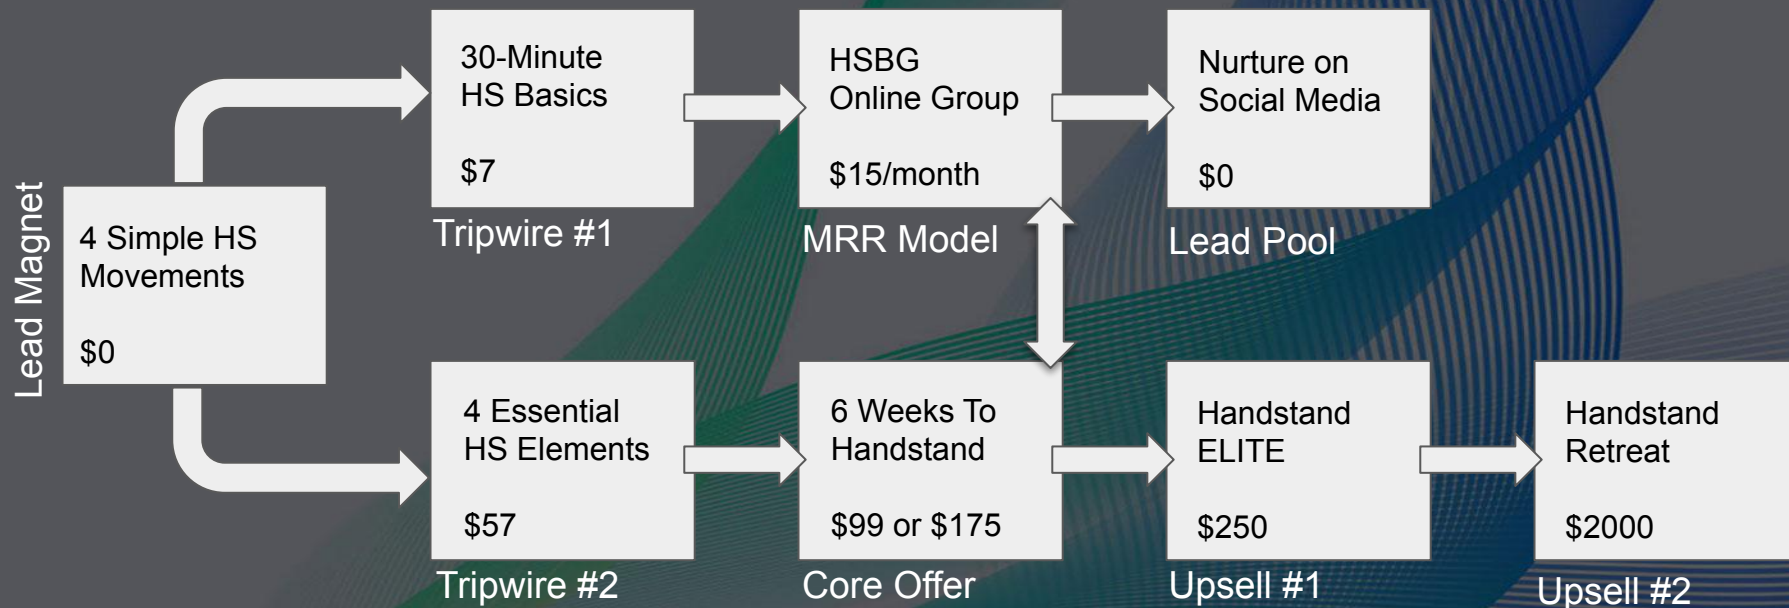 Lead Magnet
4 Simple HS
Movements
$0
30-Minute
HS Basics
$7
Tripwire #1
HSBG
Online Group
$15/month
MRR Model
Nurture on
Social Media
$0
Lead Pool
4 Essential
HS Elements
$57
Tripwire #2
6 Weeks To
Handstand
$99 or $175
Core Offer
Handstand
ELITE
$250
Upsell #1
Handstand
Retreat
$2000
Upsell #2